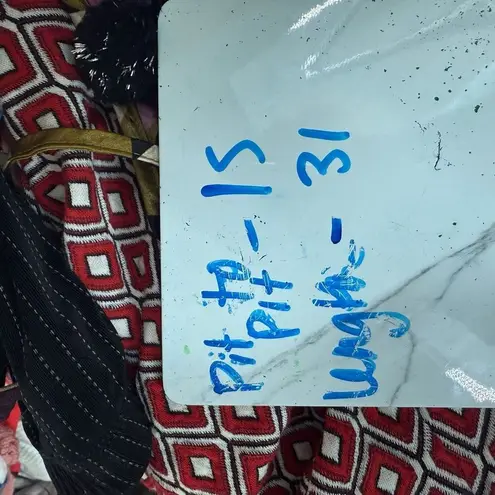 Pit to
Pit - 15
Length - 31